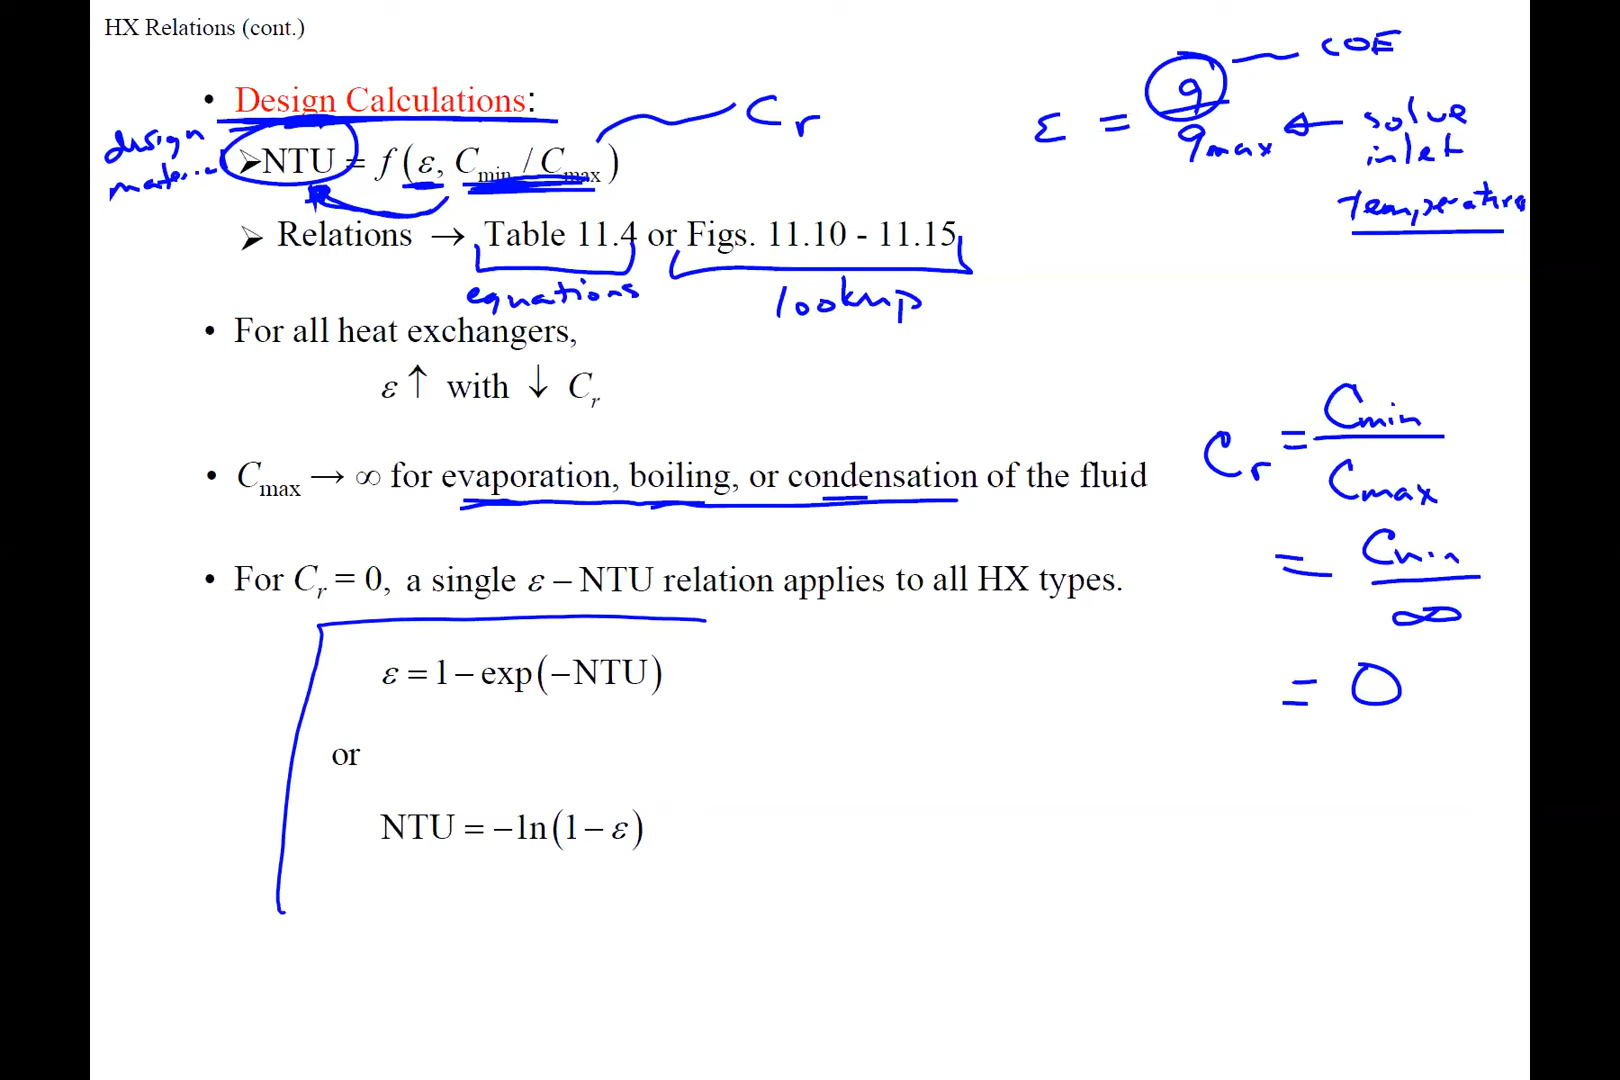 HX Relations (cont.)
COE
• Design Calculations:
Cr
ε = q / qmax ← solve inlet temperature
design material
➢ NTU = f(ε, Cmin / Cmax)
➢ Relations → Table 11.4 or Figs. 11.10 - 11.15
equations
lookup
• For all heat exchangers,
ε ↑ with ↓ Cr
Cr = Cmin / Cmax
• Cmax → ∞ for evaporation, boiling, or condensation of the fluid
= Cmin / ∞
• For Cr = 0, a single ε – NTU relation applies to all HX types.
= 0
ε = 1 − exp(−NTU)
or
NTU = −ln(1 − ε)